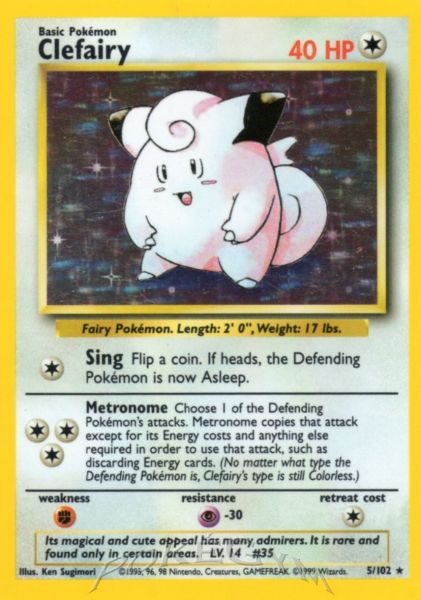 Basic Pokémon
Clefairy
40 HP
Fairy Pokémon. Length: 2' 0", Weight: 17 lbs.
Sing Flip a coin. If heads, the Defending
Pokémon is now Asleep.
Metronome Choose 1 of the Defending
Pokémon's attacks. Metronome copies that attack
except for its Energy costs and anything else
required in order to use that attack, such as
discarding Energy cards. (No matter what type the
Defending Pokémon is, Clefairy's type is still Colorless.)
weakness resistance retreat cost
-30
Its magical and cute appeal has many admirers. It is rare and
found only in certain areas. LV. 14 #35
Illus. Ken Sugimori ©1995, 96, 98 Nintendo, Creatures, GAMEFREAK. ©1999 Wizards. 5/102 ★